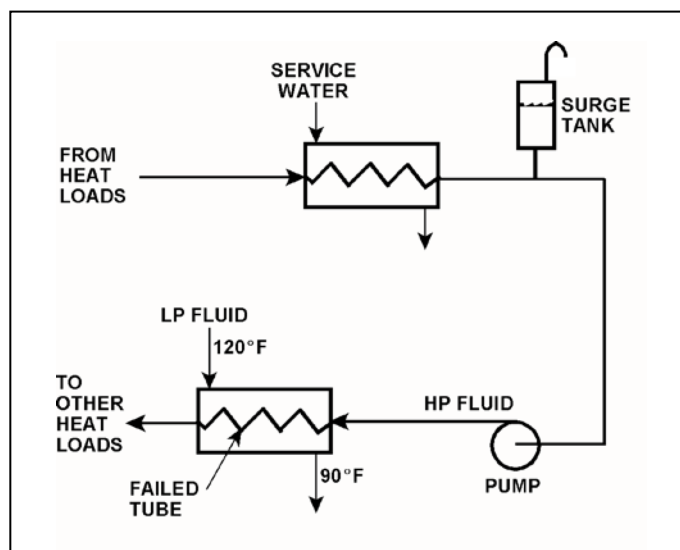 SERVICE
WATER
SURGE
TANK
FROM
HEAT
LOADS
LP FLUID
120°F
TO
OTHER
HEAT
LOADS
HP FLUID
90°F
PUMP
FAILED
TUBE